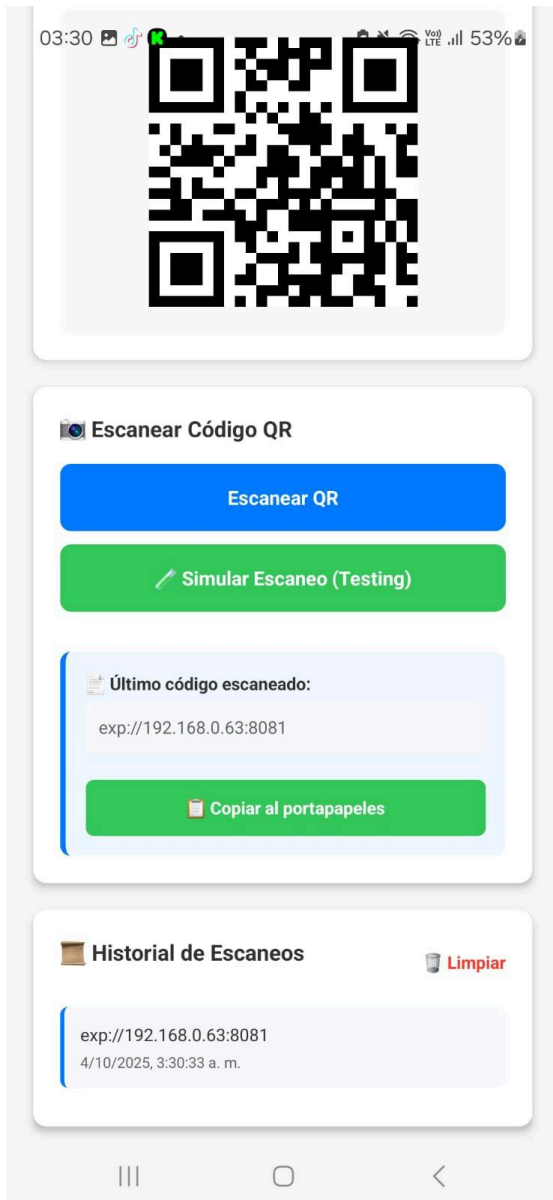 03:30 53%
Vo))
LTE
Escanear Código QR
Escanear QR
Simular Escaneo (Testing)
Último código escaneado:
exp://192.168.0.63:8081
Copiar al portapapeles
Historial de Escaneos
Limpiar
exp://192.168.0.63:8081
4/10/2025, 3:30:33 a. m.